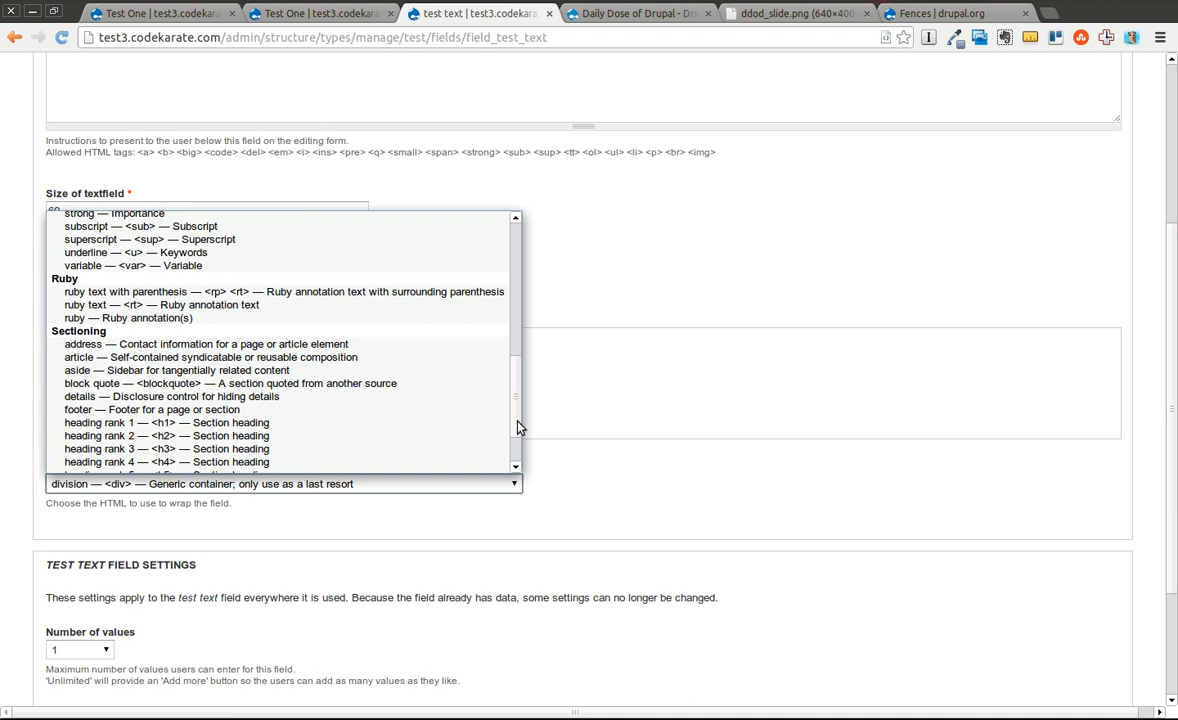 Test One | test3.codekara
Test One | test3.codekara
test text | test3.codekara
Daily Dose of Drupal - Dr
ddod_slide.png (640×400
Fences | drupal.org
test3.codekarate.com/admin/structure/types/manage/test/fields/field_test_text
Instructions to present to the user below this field on the editing form.
Allowed HTML tags: <a> <b> <big> <code> <del> <em> <i> <ins> <pre> <q> <small> <span> <strong> <sub> <sup> <tt> <ol> <ul> <li> <p> <br> <img>
Size of textfield *
60
strong — Importance
subscript — <sub> — Subscript
superscript — <sup> — Superscript
underline — <u> — Keywords
variable — <var> — Variable
Ruby
ruby text with parenthesis — <rp> <rt> — Ruby annotation text with surrounding parenthesis
ruby text — <rt> — Ruby annotation text
ruby — Ruby annotation(s)
Sectioning
address — Contact information for a page or article element
article — Self-contained syndicatable or reusable composition
aside — Sidebar for tangentially related content
block quote — <blockquote> — A section quoted from another source
details — Disclosure control for hiding details
footer — Footer for a page or section
heading rank 1 — <h1> — Section heading
heading rank 2 — <h2> — Section heading
heading rank 3 — <h3> — Section heading
heading rank 4 — <h4> — Section heading
division — <div> — Generic container; only use as a last resort
Choose the HTML to use to wrap the field.
TEST TEXT FIELD SETTINGS
These settings apply to the test text field everywhere it is used. Because the field already has data, some settings can no longer be changed.
Number of values
1
Maximum number of values users can enter for this field.
'Unlimited' will provide an 'Add more' button so the users can add as many values as they like.